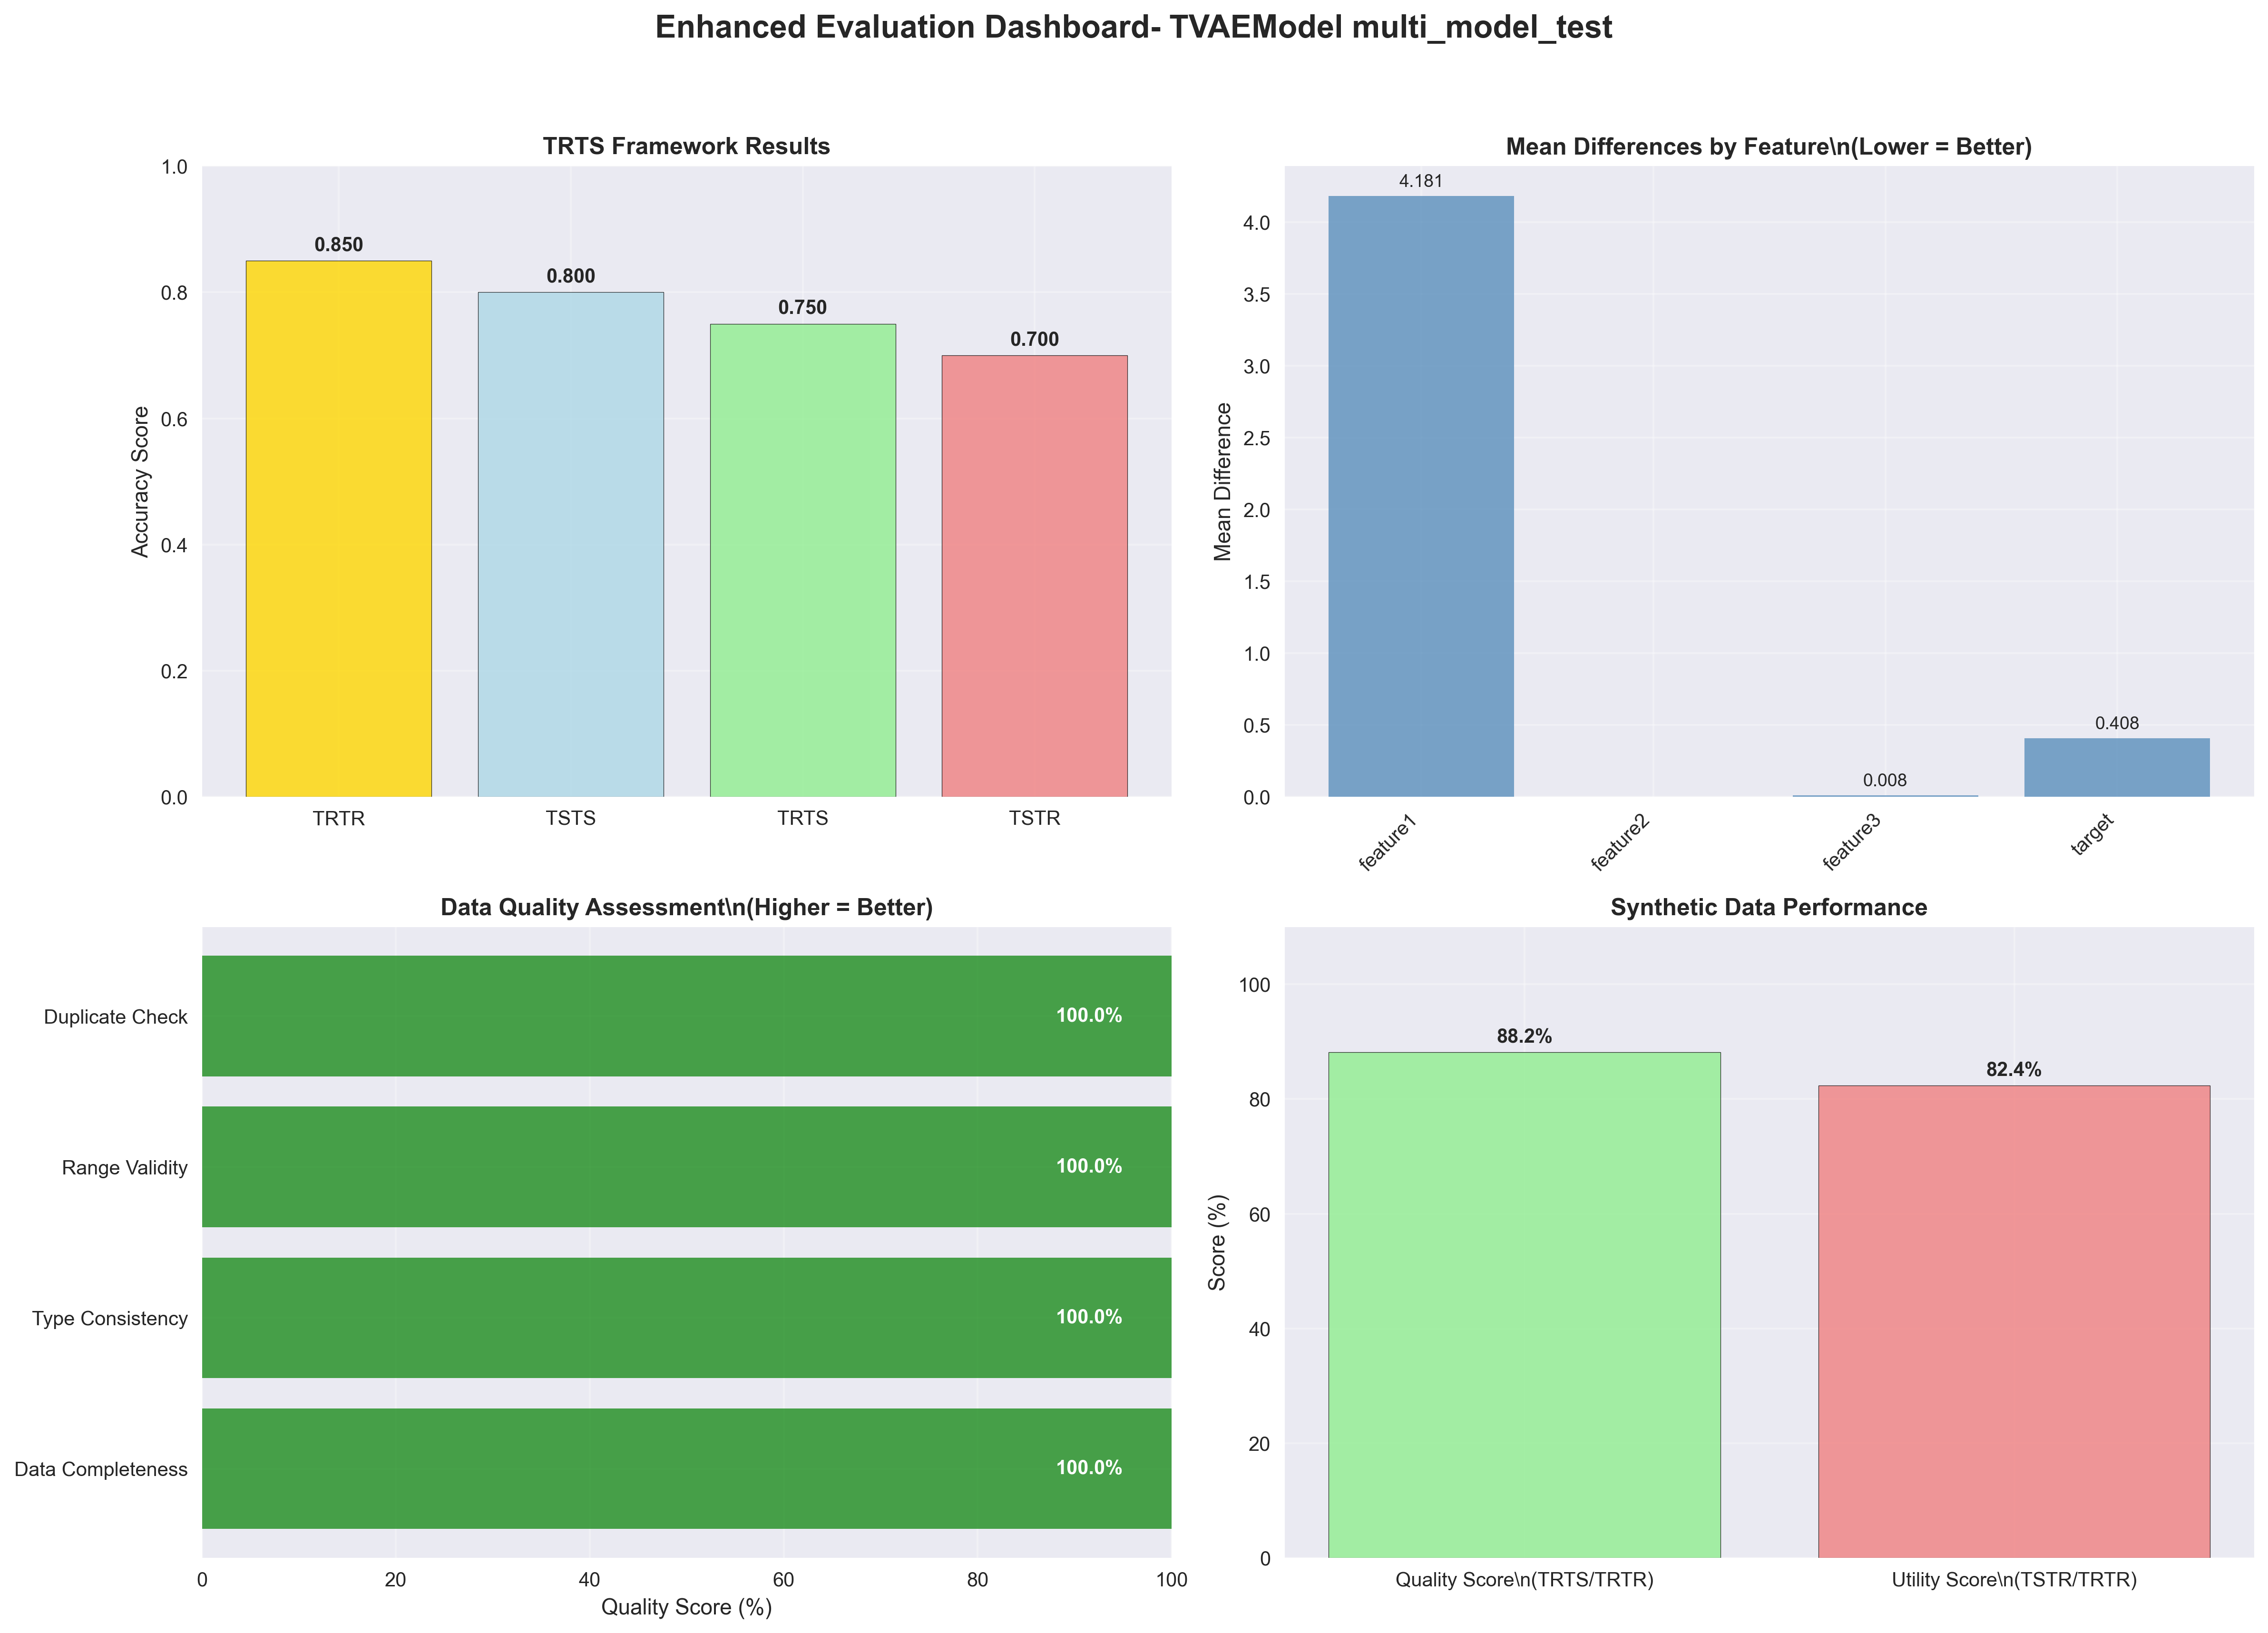 Enhanced Evaluation Dashboard- TVAEModel multi_model_test
TRTS Framework Results
Accuracy Score
1.0
0.8
0.6
0.4
0.2
0.0
0.850
0.800
0.750
0.700
TRTR
TSTS
TRTS
TSTR
Mean Differences by Feature\n(Lower = Better)
Mean Difference
4.0
3.5
3.0
2.5
2.0
1.5
1.0
0.5
0.0
4.181
0.008
0.408
feature1
feature2
feature3
target
Data Quality Assessment\n(Higher = Better)
Duplicate Check
100.0%
Range Validity
100.0%
Type Consistency
100.0%
Data Completeness
100.0%
0
20
40
60
80
100
Quality Score (%)
Synthetic Data Performance
Score (%)
100
80
60
40
20
0
88.2%
82.4%
Quality Score\n(TRTS/TRTR)
Utility Score\n(TSTR/TRTR)